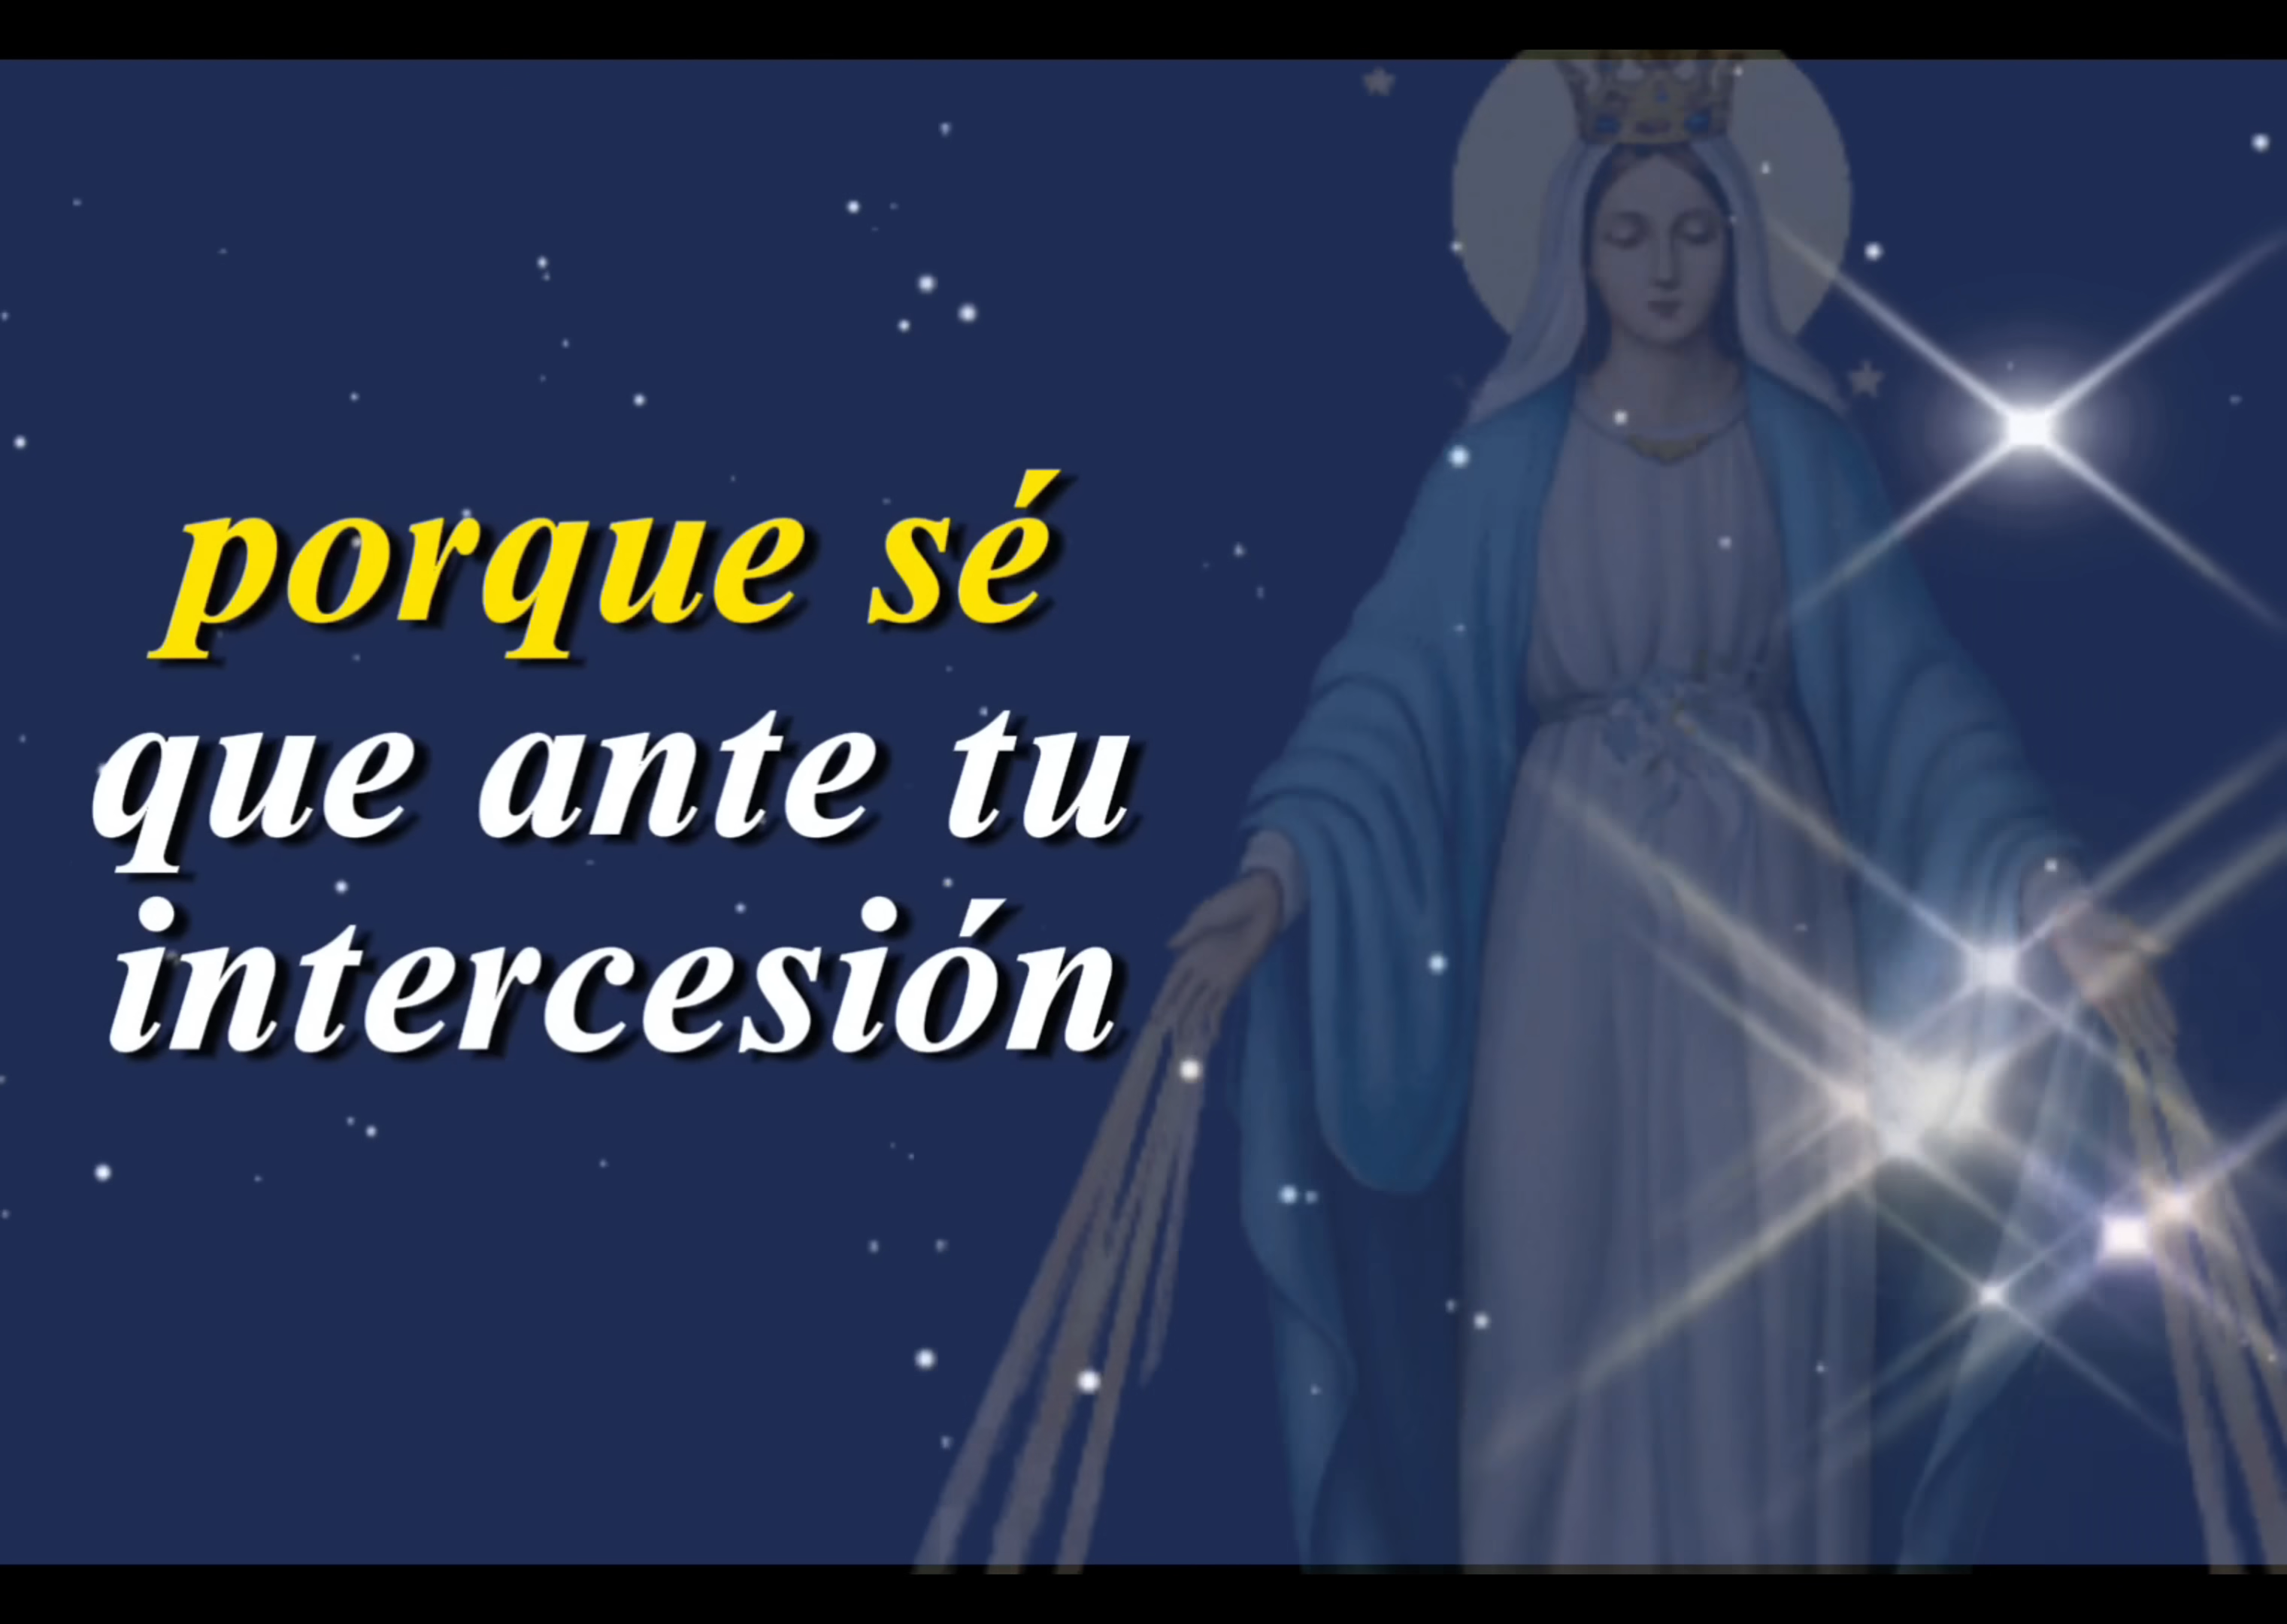 porque sé
que ante tu
intercesión